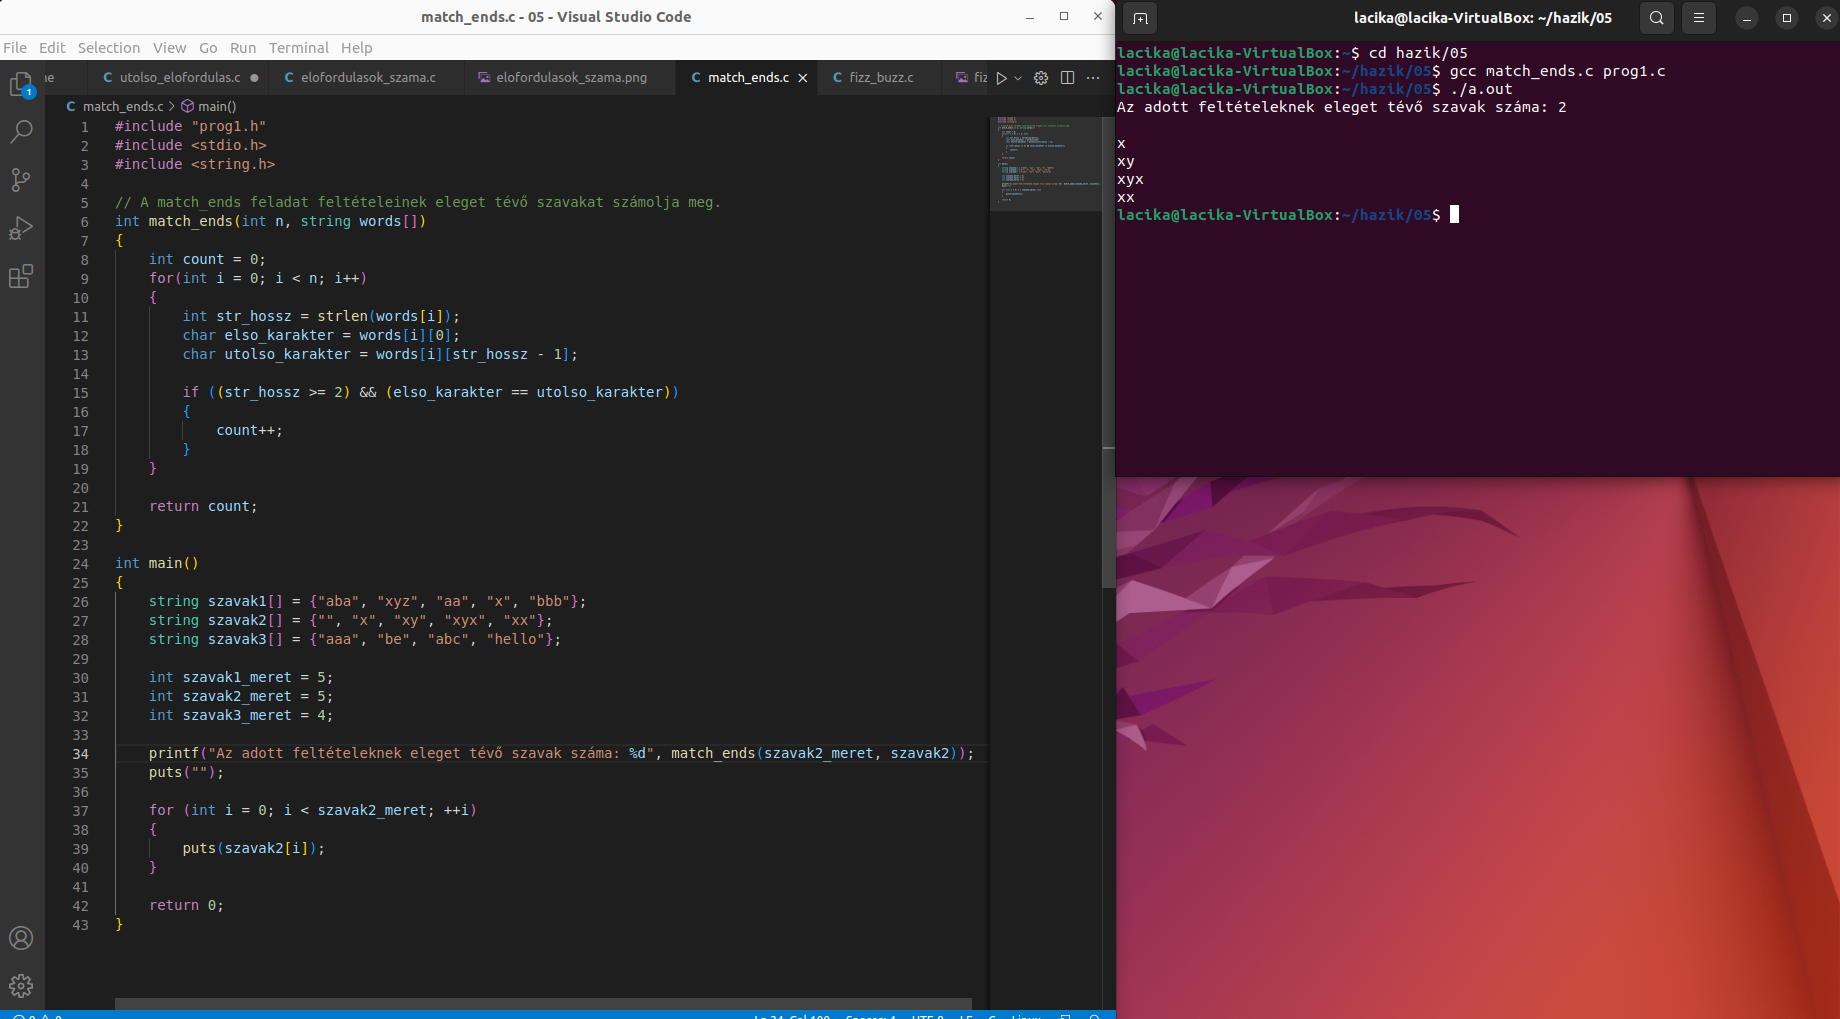 match_ends.c - 05 - Visual Studio Code
File Edit Selection View Go Run Terminal Help
ne utolso_elofordulas.c elofordulasok_szama.c elofordulasok_szama.png match_ends.c fizz_buzz.c fiz
match_ends.c > main()
1 #include "prog1.h"
2 #include <stdio.h>
3 #include <string.h>
4
5 // A match_ends feladat feltételeinek eleget tévő szavakat számolja meg.
6 int match_ends(int n, string words[])
7 {
8 int count = 0;
9 for(int i = 0; i < n; i++)
10 {
11 int str_hossz = strlen(words[i]);
12 char elso_karakter = words[i][0];
13 char utolso_karakter = words[i][str_hossz - 1];
14
15 if ((str_hossz >= 2) && (elso_karakter == utolso_karakter))
16 {
17 count++;
18 }
19 }
20
21 return count;
22 }
23
24 int main()
25 {
26 string szavak1[] = {"aba", "xyz", "aa", "x", "bbb"};
27 string szavak2[] = {"", "x", "xy", "xyx", "xx"};
28 string szavak3[] = {"aaa", "be", "abc", "hello"};
29
30 int szavak1_meret = 5;
31 int szavak2_meret = 5;
32 int szavak3_meret = 4;
33
34 printf("Az adott feltételeknek eleget tévő szavak száma: %d", match_ends(szavak2_meret, szavak2));
35 puts("");
36
37 for (int i = 0; i < szavak2_meret; ++i)
38 {
39 puts(szavak2[i]);
40 }
41
42 return 0;
43 }
1
lacika@lacika-VirtualBox: ~/hazik/05
lacika@lacika-VirtualBox:~$ cd hazik/05
lacika@lacika-VirtualBox:~/hazik/05$ gcc match_ends.c prog1.c
lacika@lacika-VirtualBox:~/hazik/05$ ./a.out
Az adott feltételeknek eleget tévő szavak száma: 2
x
xy
xyx
xx
lacika@lacika-VirtualBox:~/hazik/05$